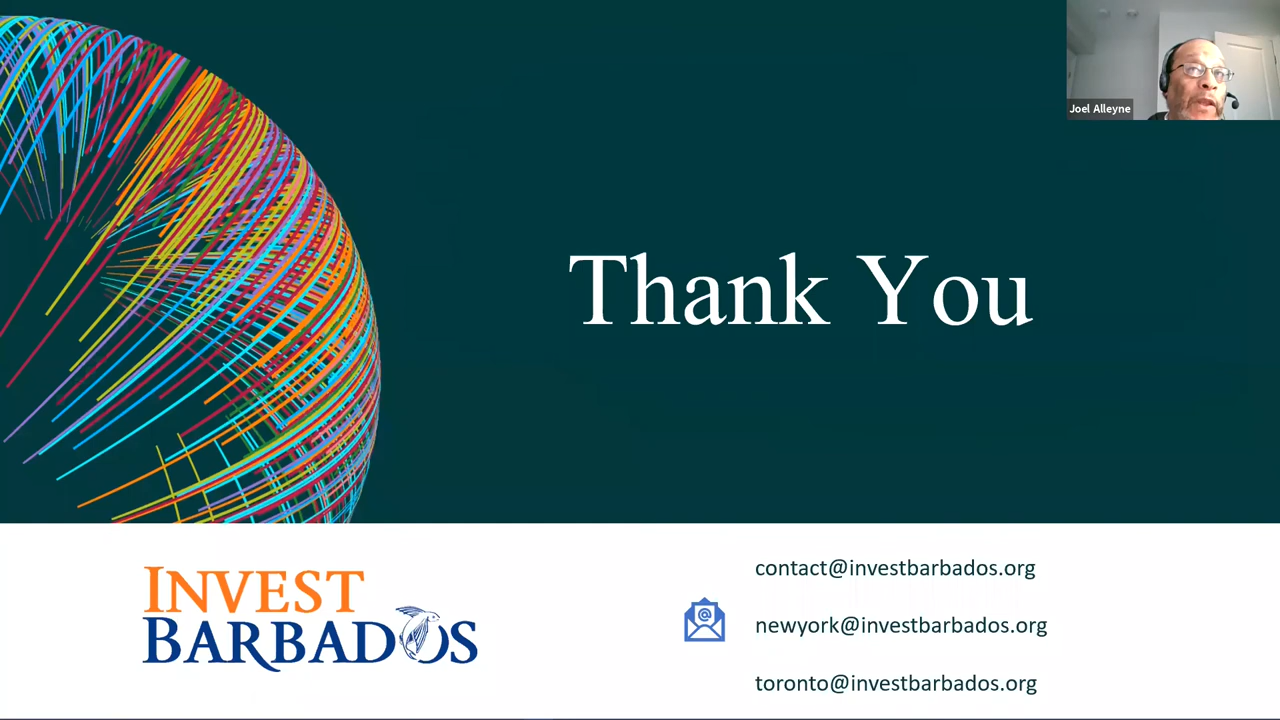 Joel Alleyne
Thank You
INVEST
BARBADOS
contact@investbarbados.org
newyork@investbarbados.org
toronto@investbarbados.org